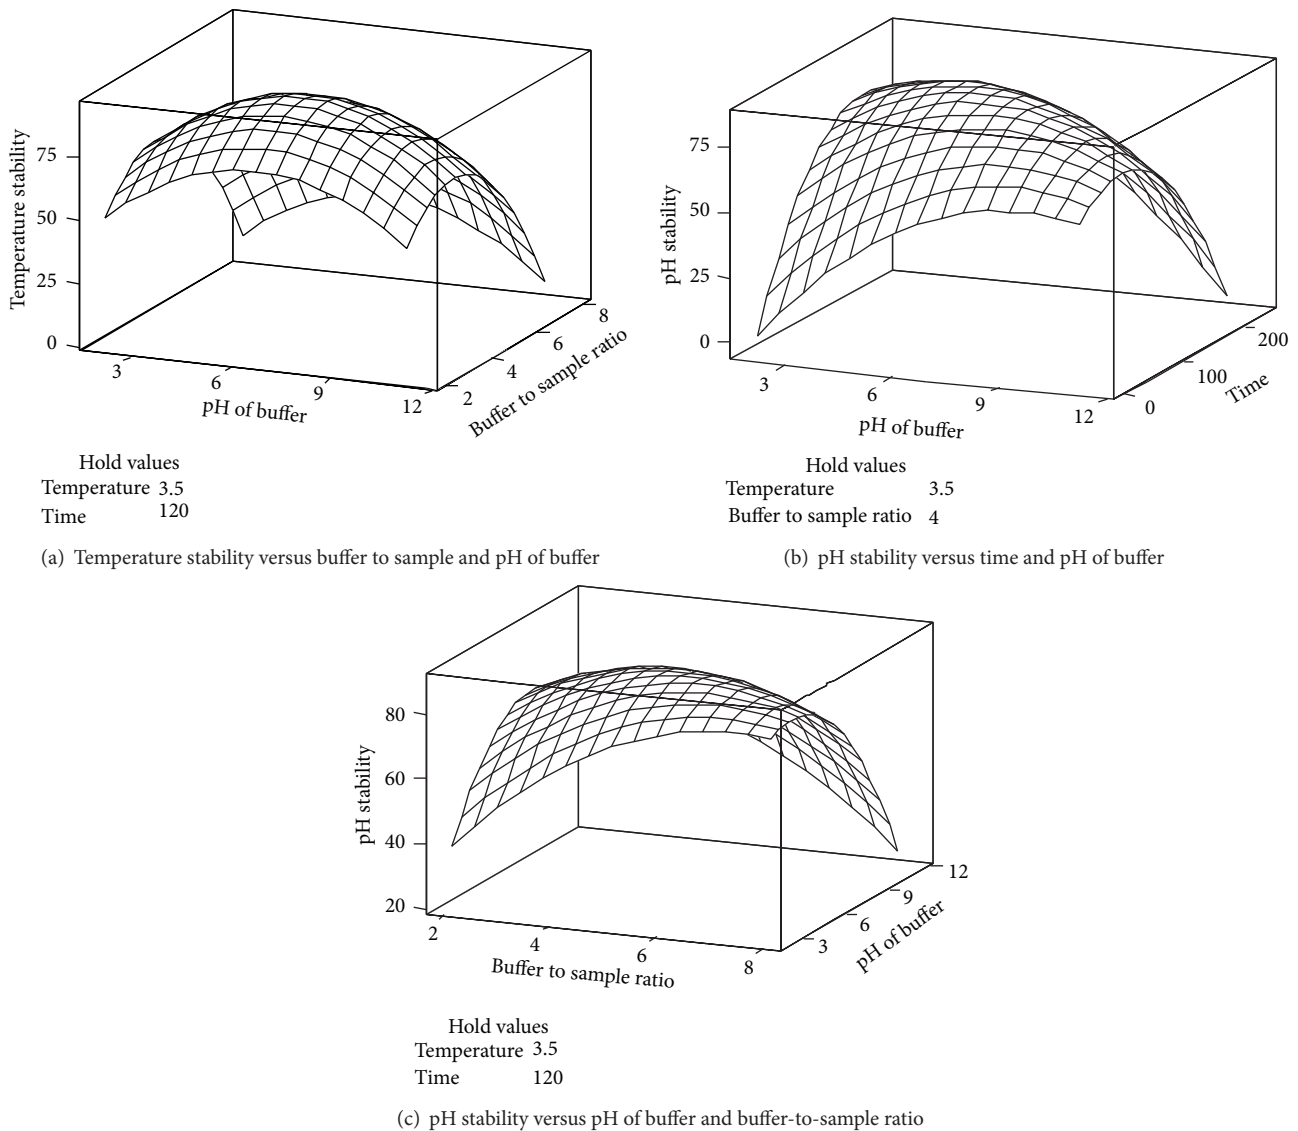 75
50
25
0
Temperature stability
3
6
9
12
pH of buffer
2
4
6
8
Buffer to sample ratio
Hold values
Temperature 3.5
Time 120
(a) Temperature stability versus buffer to sample and pH of buffer
75
50
25
0
pH stability
3
6
9
12
pH of buffer
0
100
200
Time
Hold values
Temperature 3.5
Buffer to sample ratio 4
(b) pH stability versus time and pH of buffer
80
60
40
20
pH stability
2
4
6
8
Buffer to sample ratio
3
6
9
12
pH of buffer
Hold values
Temperature 3.5
Time 120
(c) pH stability versus pH of buffer and buffer-to-sample ratio